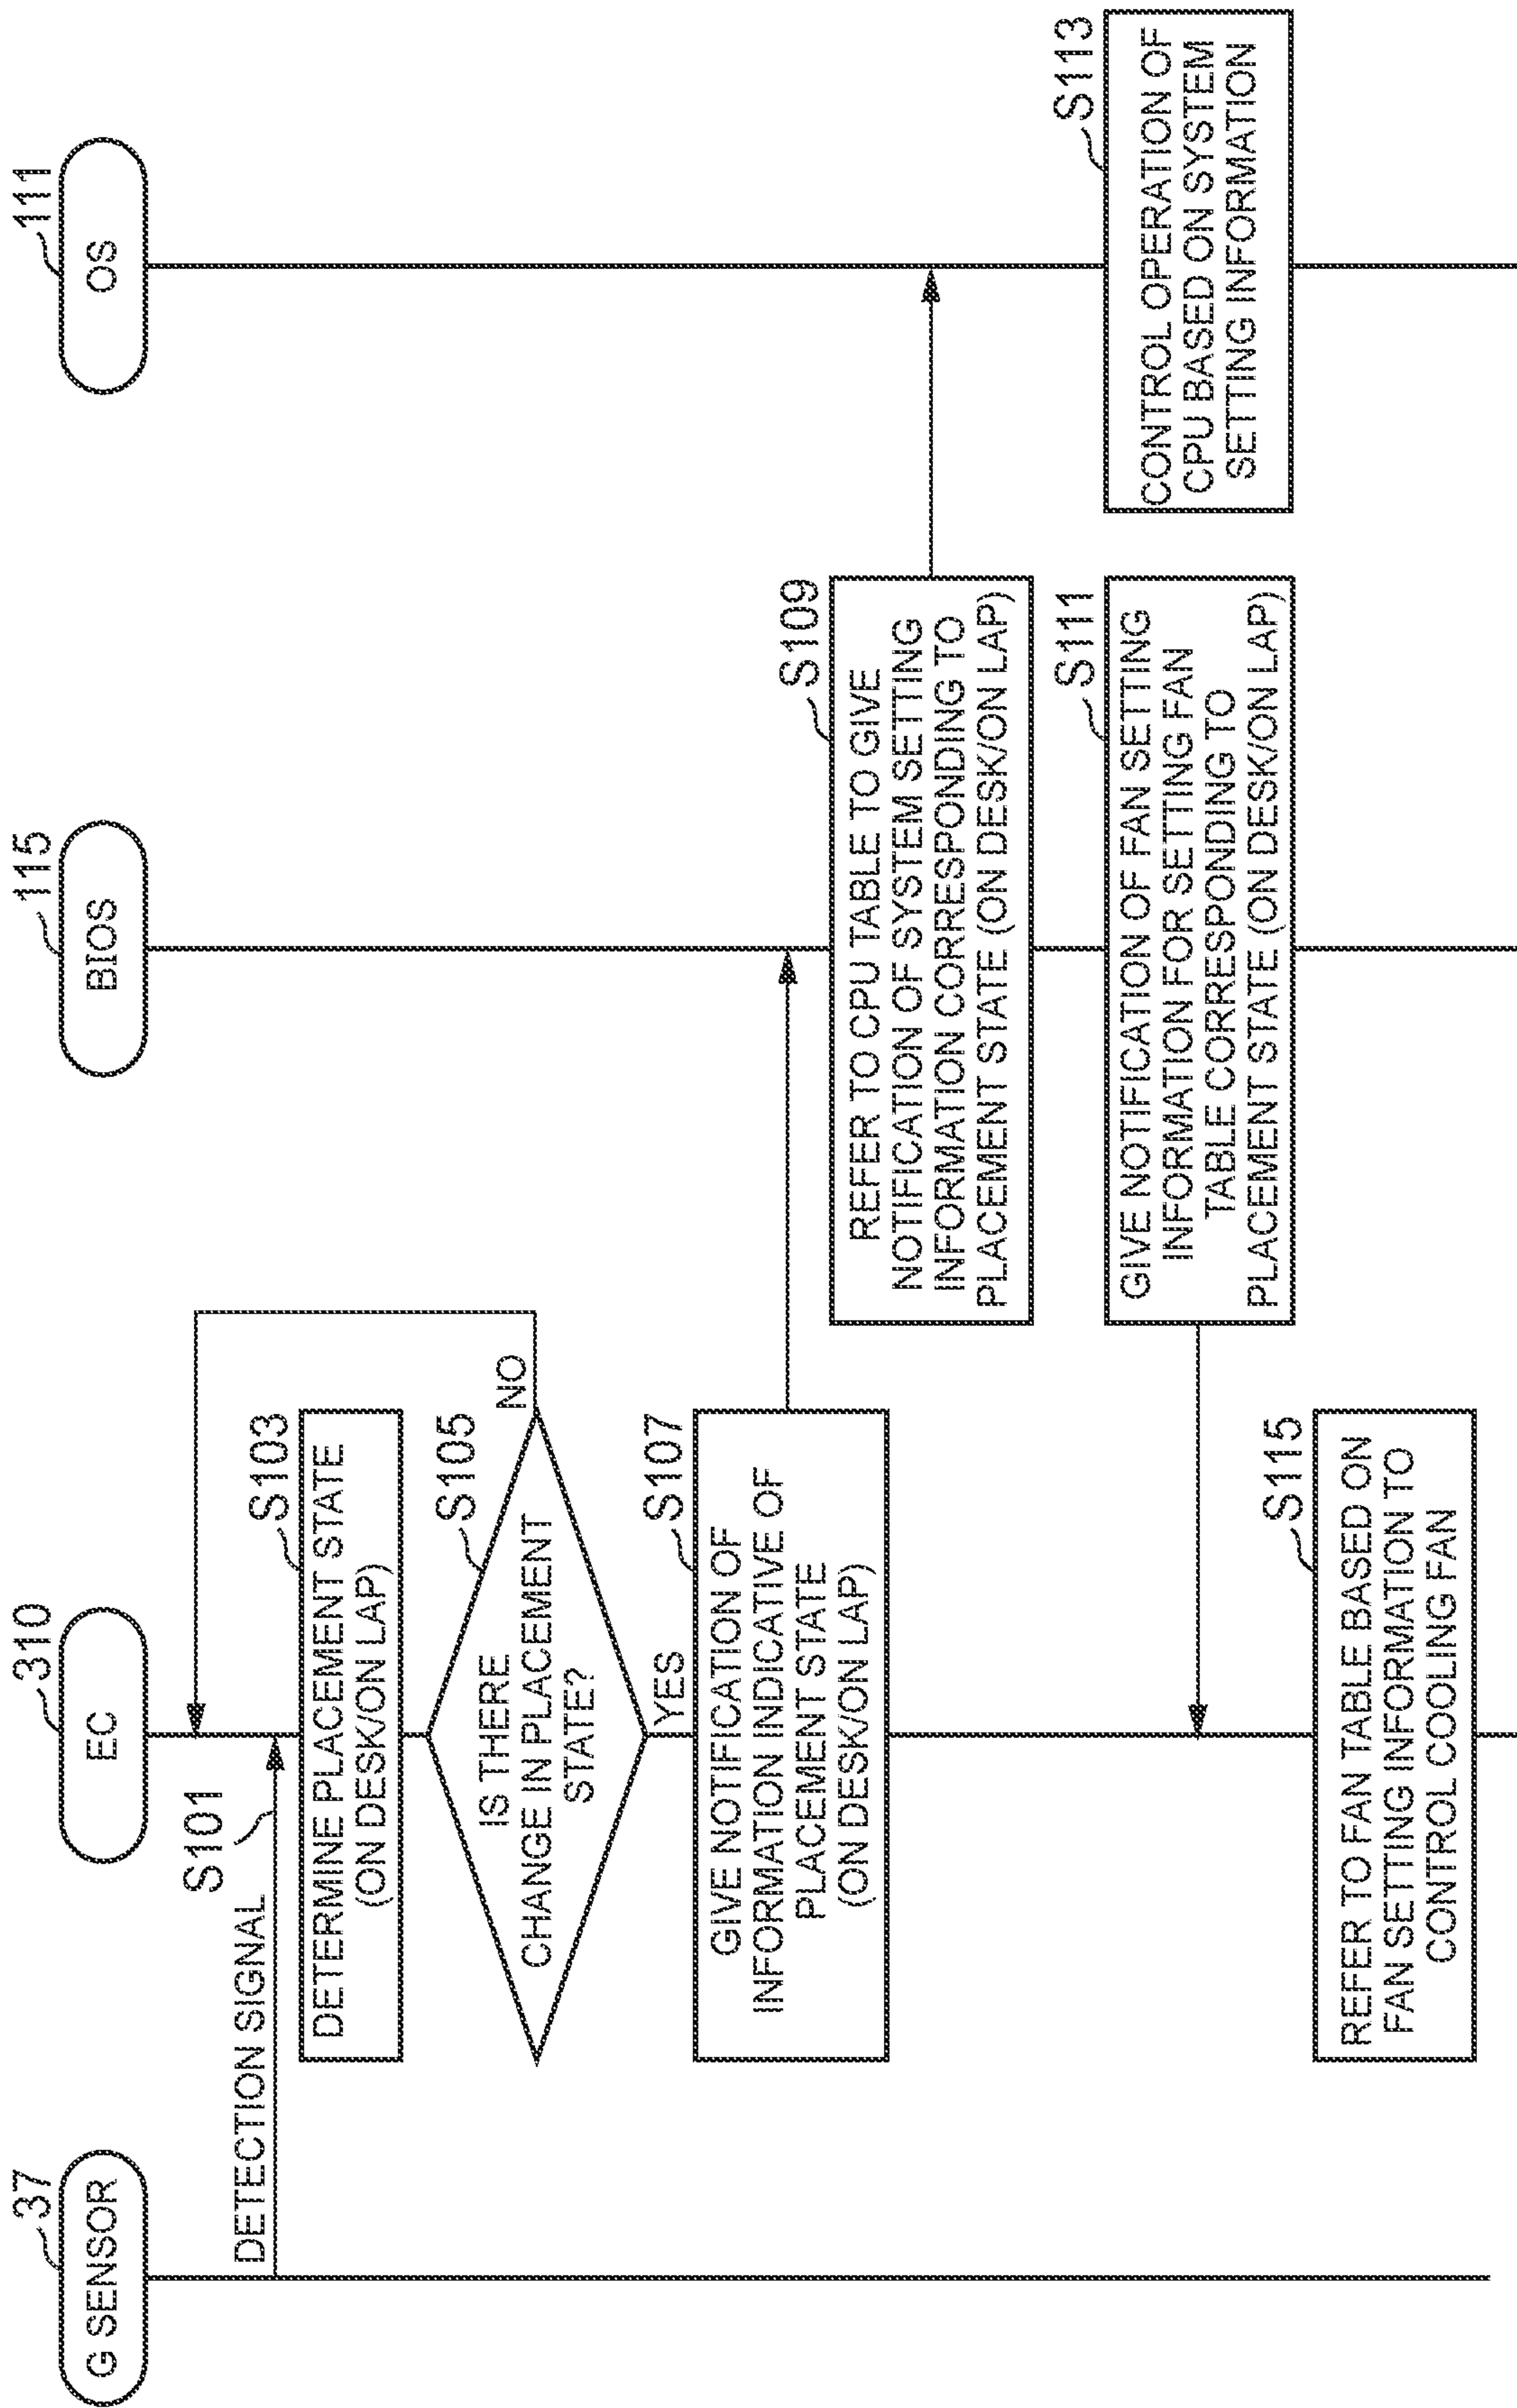 37
G SENSOR
310
EC
115
BIOS
111
OS
DETECTION SIGNAL
S101
S103
DETERMINE PLACEMENT STATE
(ON DESK/ON LAP)
S105
IS THERE
CHANGE IN PLACEMENT
STATE?
NO
YES
S107
GIVE NOTIFICATION OF
INFORMATION INDICATIVE OF
PLACEMENT STATE
(ON DESK/ON LAP)
S109
REFER TO CPU TABLE TO GIVE
NOTIFICATION OF SYSTEM SETTING
INFORMATION CORRESPONDING TO
PLACEMENT STATE (ON DESK/ON LAP)
S111
GIVE NOTIFICATION OF FAN SETTING
INFORMATION FOR SETTING FAN
TABLE CORRESPONDING TO
PLACEMENT STATE (ON DESK/ON LAP)
S113
CONTROL OPERATION OF
CPU BASED ON SYSTEM
SETTING INFORMATION
S115
REFER TO FAN TABLE BASED ON
FAN SETTING INFORMATION TO
CONTROL COOLING FAN